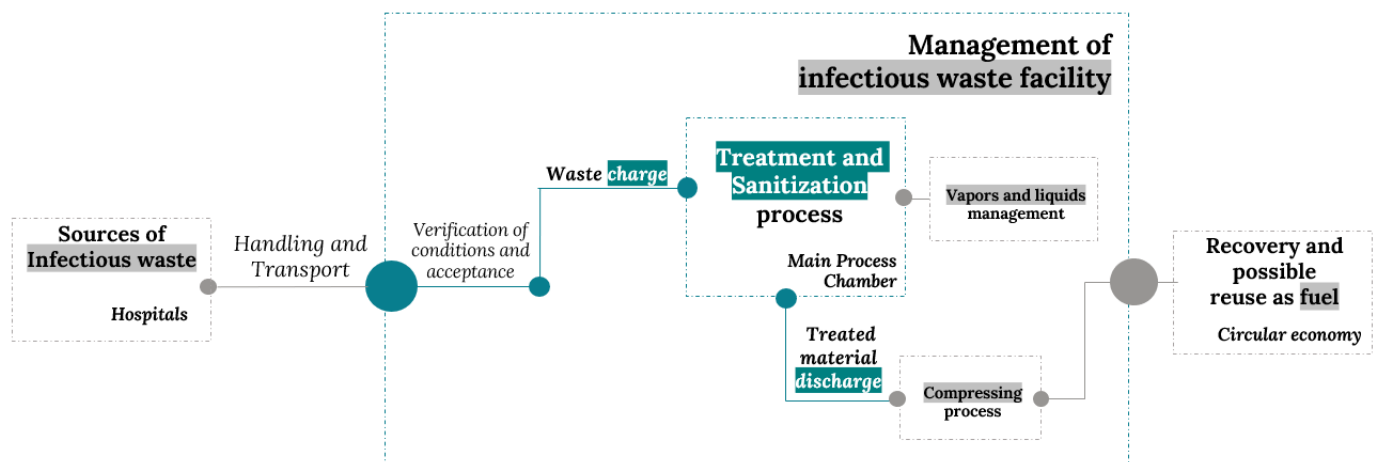 Management of
infectious waste facility
Sources of
Infectious waste
Hospitals
Handling and
Transport
Verification of
conditions and
acceptance
Waste charge
Treatment and
Sanitization
process
Main Process
Chamber
Vapors and liquids
management
Treated
material
discharge
Compressing
process
Recovery and
possible
reuse as fuel
Circular economy